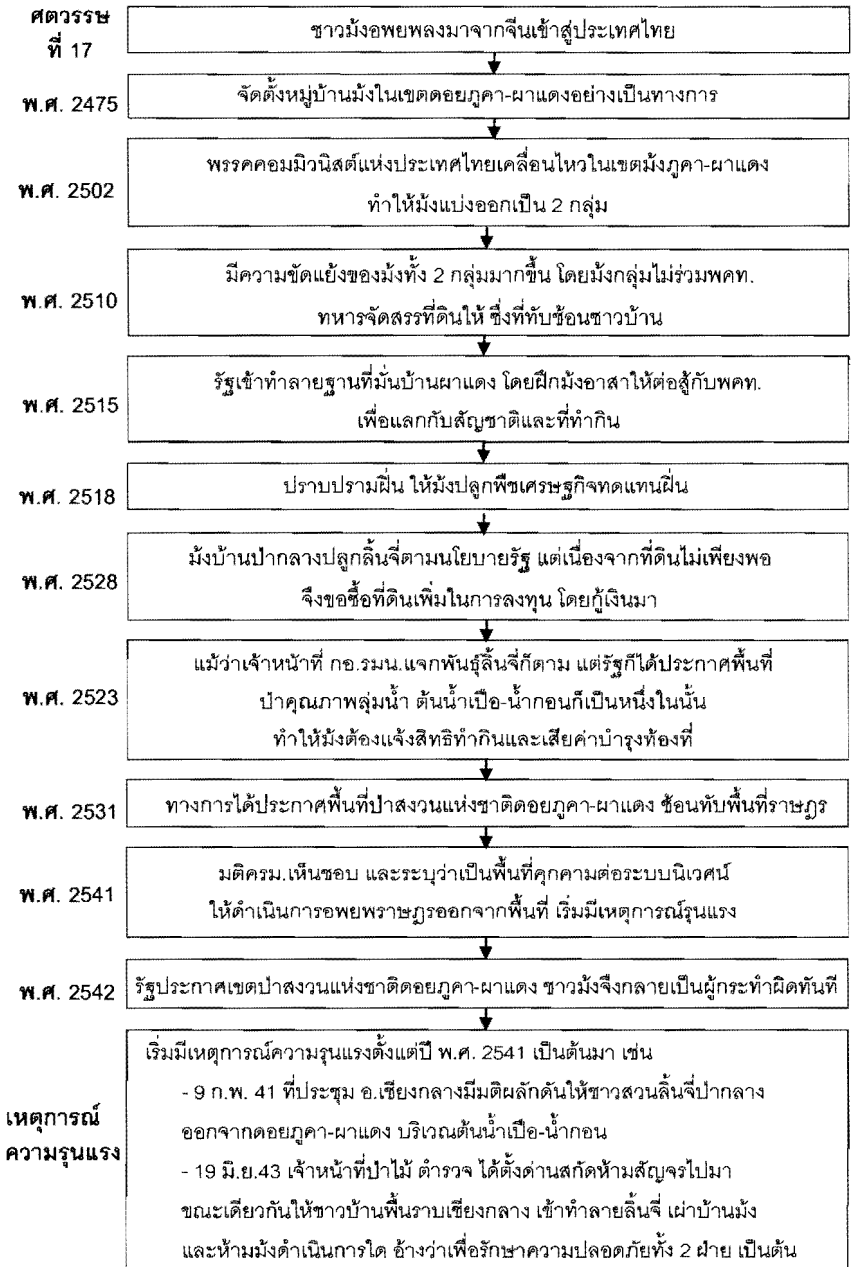 ศตวรรษ
ที่ 17
ชาวม้งอพยพลงมาจากจีนเข้าสู่ประเทศไทย
พ.ศ. 2475
จัดตั้งหมู่บ้านม้งในเขตดอยภูคา-ผาแดงอย่างเป็นทางการ
พ.ศ. 2502
พรรคคอมมิวนิสต์แห่งประเทศไทยเคลื่อนไหวในเขตม้งภูคา-ผาแดง
ทำให้ม้งแบ่งออกเป็น 2 กลุ่ม
พ.ศ. 2510
มีความขัดแย้งของม้งทั้ง 2 กลุ่มมากขึ้น โดยม้งกลุ่มไม่ร่วมพคท.
ทหารจัดสรรที่ดินให้ ซึ่งที่ทับซ้อนชาวบ้าน
พ.ศ. 2515
รัฐเข้าทำลายฐานที่มั่นบ้านผาแดง โดยฝึกม้งอาสาให้ต่อสู้กับพคท.
เพื่อแลกกับสัญชาติและที่ทำกิน
พ.ศ. 2518
ปราบปรามฝิ่น ให้ม้งปลูกพืชเศรษฐกิจทดแทนฝิ่น
พ.ศ. 2528
ม้งบ้านป่ากลางปลูกลิ้นจี่ตามนโยบายรัฐ แต่เนื่องจากที่ดินไม่เพียงพอ
จึงขอซื้อที่ดินเพิ่มในการลงทุน โดยกู้เงินมา
พ.ศ. 2523
แม้ว่าเจ้าหน้าที่ กอ.รมน.แจกพันธุ์ลิ้นจี่ก็ตาม แต่รัฐก็ได้ประกาศพื้นที่
ป่าคุณภาพลุ่มน้ำ ต้นน้ำเปือ-น้ำกอนก็เป็นหนึ่งในนั้น
ทำให้ม้งต้องแจ้งสิทธิทำกินและเสียค่าบำรุงท้องที่
พ.ศ. 2531
ทางการได้ประกาศพื้นที่ป่าสงวนแห่งชาติดอยภูคา-ผาแดง ซ้อนทับพื้นที่ราษฎร
พ.ศ. 2541
มติครม.เห็นชอบ และระบุว่าเป็นพื้นที่คุกคามต่อระบบนิเวศน์
ให้ดำเนินการอพยพราษฎรออกจากพื้นที่ เริ่มมีเหตุการณ์รุนแรง
พ.ศ. 2542
รัฐประกาศเขตป่าสงวนแห่งชาติดอยภูคา-ผาแดง ชาวม้งจึงกลายเป็นผู้กระทำผิดทันที
เหตุการณ์
ความรุนแรง
เริ่มมีเหตุการณ์ความรุนแรงตั้งแต่ปี พ.ศ. 2541 เป็นต้นมา เช่น
- 9 ก.พ. 41 ที่ประชุม อ.เชียงกลางมีมติผลักดันให้ชาวสวนลิ้นจี่ป่ากลาง
ออกจากดอยภูคา-ผาแดง บริเวณต้นน้ำเปือ-น้ำกอน
- 19 มิ.ย.43 เจ้าหน้าที่ป่าไม้ ตำรวจ ได้ตั้งด่านสกัดห้ามสัญจรไปมา
ขณะเดียวกันให้ชาวบ้านพื้นราบเชียงกลาง เข้าทำลายลิ้นจี่ เผ่าบ้านม้ง
และห้ามม้งดำเนินการใด อ้างว่าเพื่อรักษาความปลอดภัยทั้ง 2 ฝ่าย เป็นต้น